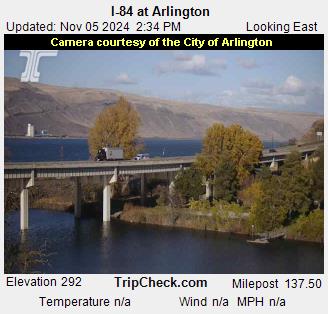 I-84 at Arlington
Updated: Nov 05 2024 2:34 PM Looking East
Camera courtesy of the City of Arlington
Elevation 292 TripCheck.com Milepost 137.50
Temperature n/a Wind n/a MPH n/a